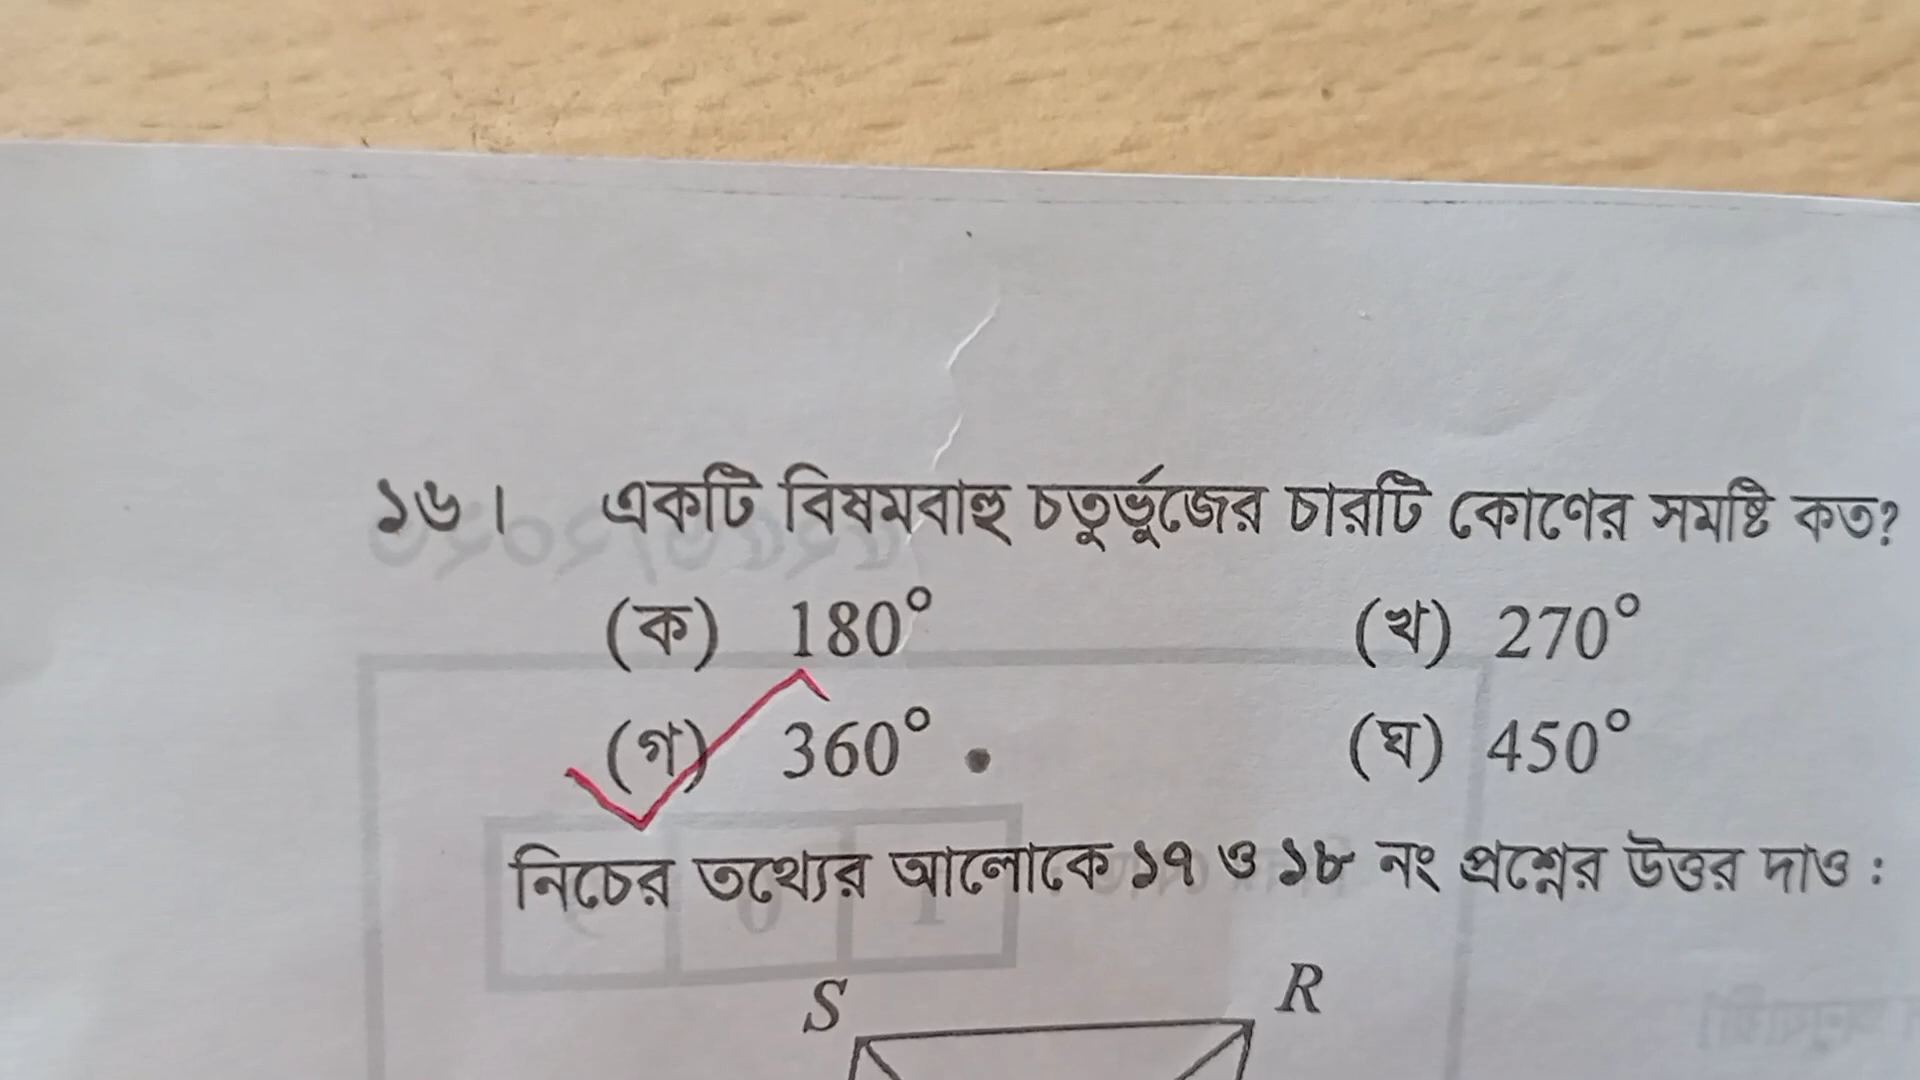 ১৬। একটি বিষমবাহু চতুর্ভুজের চারটি কোণের সমষ্টি কত?
(ক) 180° (খ) 270°
(গ) 360° (ঘ) 450°
নিচের তথ্যের আলোকে ১৭ ও ১৮ নং প্রশ্নের উত্তর দাও :
S R